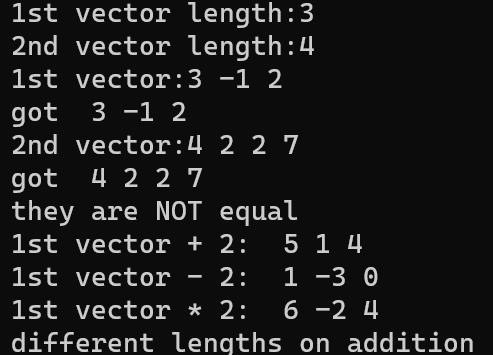 1st vector length:3
2nd vector length:4
1st vector:3 -1 2
got  3 -1 2
2nd vector:4 2 2 7
got  4 2 2 7
they are NOT equal
1st vector + 2:  5 1 4
1st vector - 2:  1 -3 0
1st vector * 2:  6 -2 4
different lengths on addition